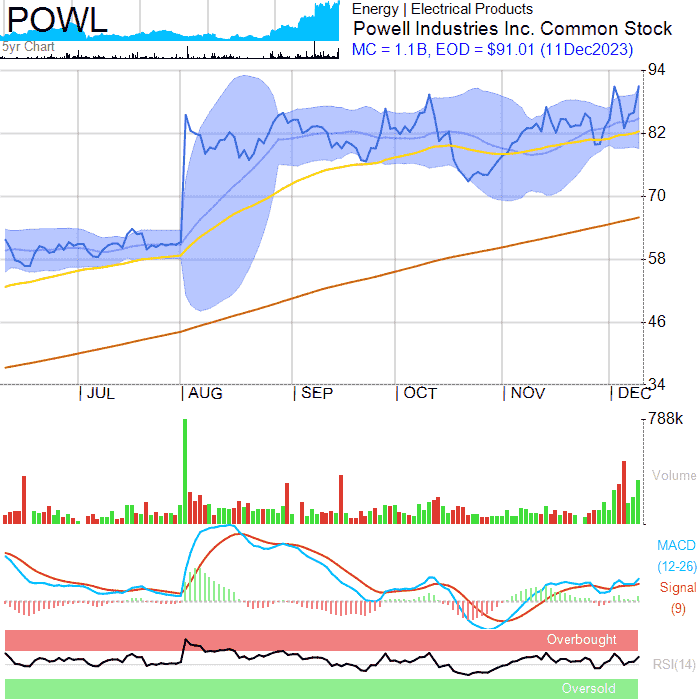 POWL
5yr Chart
Energy | Electrical Products
Powell Industries Inc. Common Stock
MC = 1.1B, EOD = $91.01 (11Dec2023)
94
82
70
58
46
34
JUL AUG SEP OCT NOV DEC
788k
Volume
MACD
(12-26)
Signal
(9)
Overbought
RSI(14)
Oversold